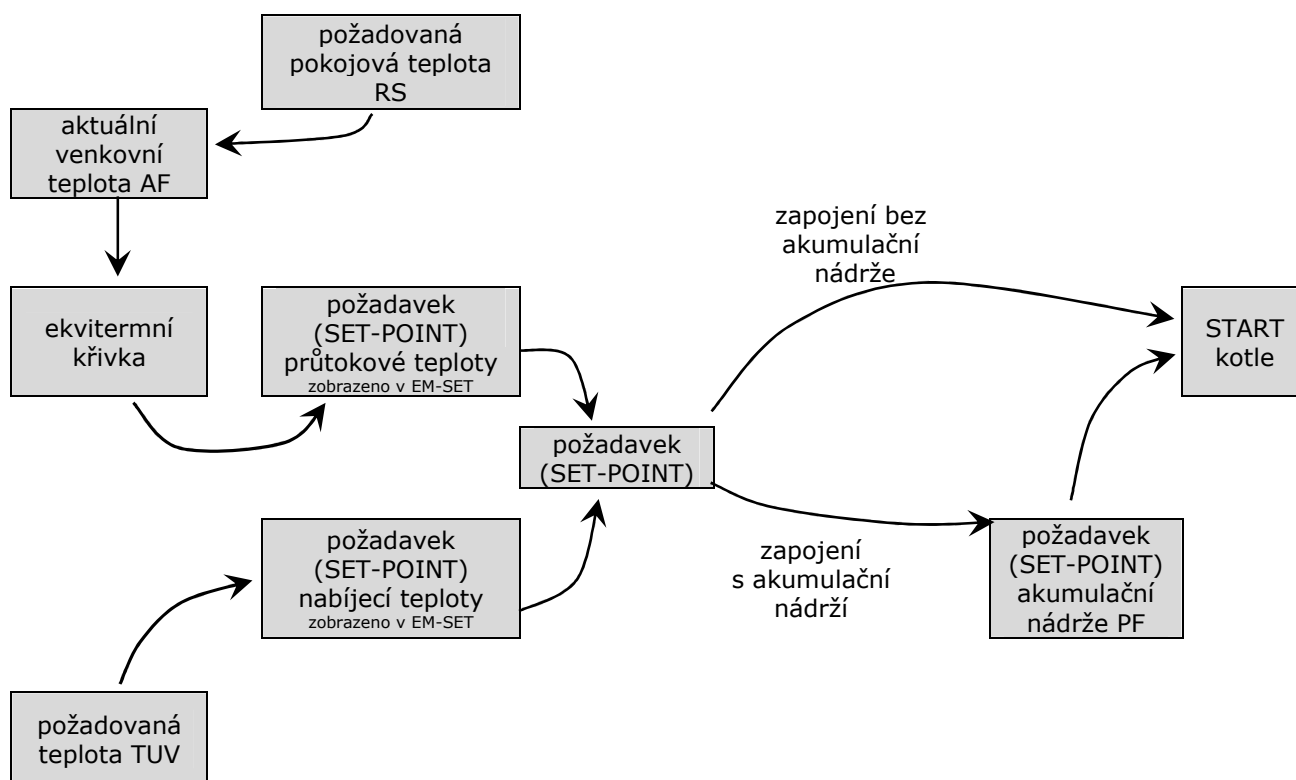 požadovaná
pokojová teplota
RS
aktuální
venkovní
teplota AF
zapojení bez
akumulační
nádrže
ekvitermní
křivka
požadavek
(SET-POINT)
průtokové teploty
zobrazeno v EM-SET
START
kotle
požadavek
(SET-POINT)
požadavek
(SET-POINT)
nabíjecí teploty
zobrazeno v EM-SET
zapojení
s akumulační
nádrží
požadavek
(SET-POINT)
akumulační
nádrže PF
požadovaná
teplota TUV